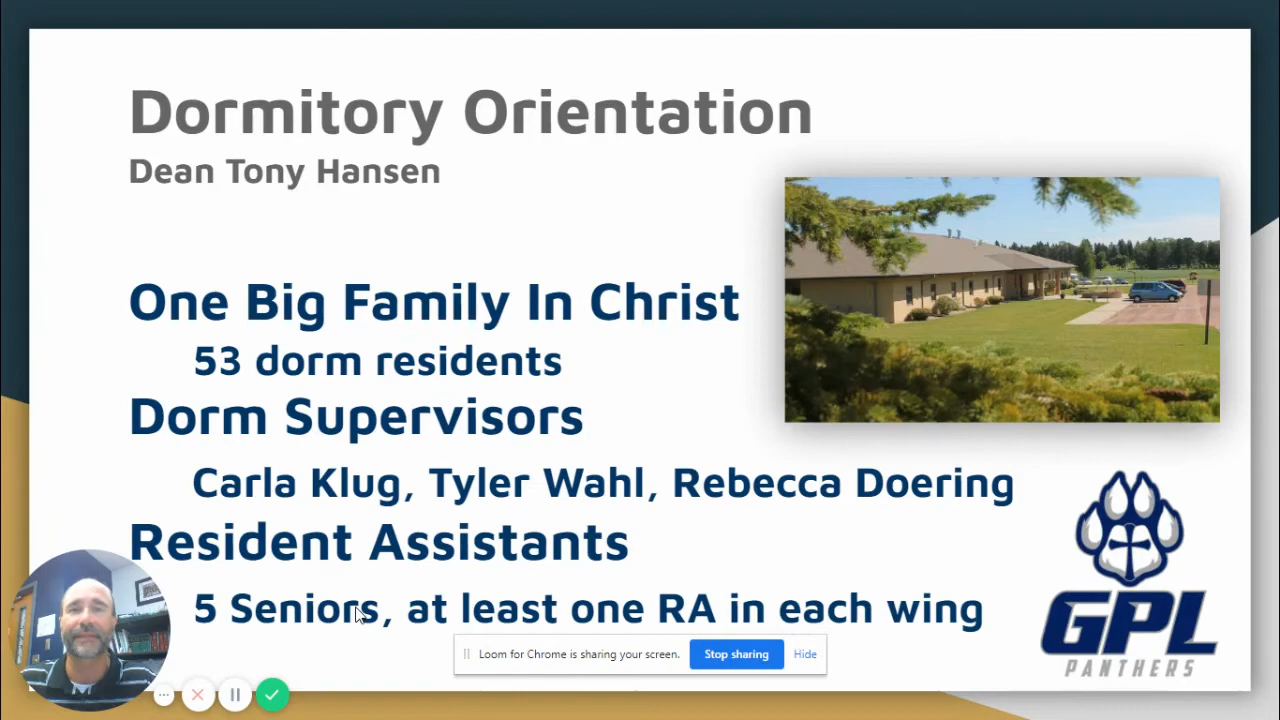 Dormitory Orientation
Dean Tony Hansen
One Big Family In Christ
53 dorm residents
Dorm Supervisors
Carla Klug, Tyler Wahl, Rebecca Doering
Resident Assistants
5 Seniors, at least one RA in each wing
Loom for Chrome is sharing your screen. Stop sharing Hide
GPL
PANTHERS